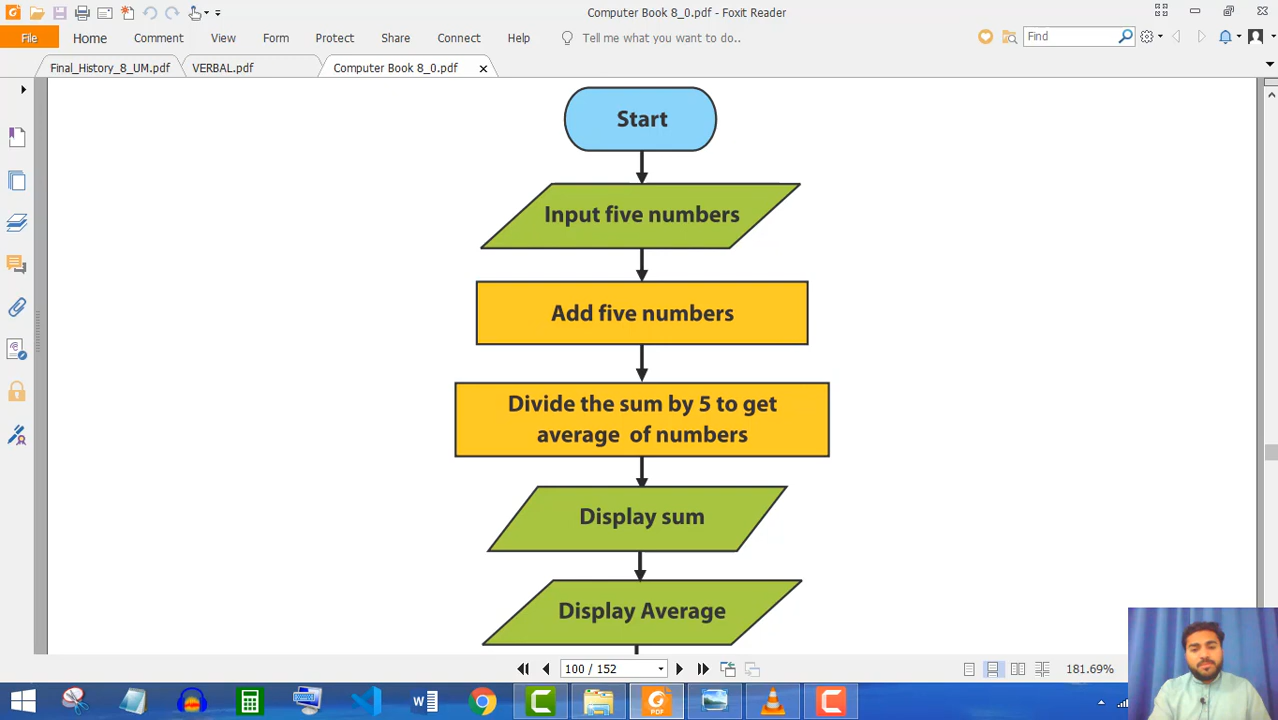 Computer Book 8_0.pdf - Foxit Reader
File Home Comment View Form Protect Share Connect Help Tell me what you want to do.. Find
Final_History_8_UM.pdf VERBAL.pdf Computer Book 8_0.pdf
Start
Input five numbers
Add five numbers
Divide the sum by 5 to get
average of numbers
Display sum
Display Average
100 / 152
181.69%
PDF